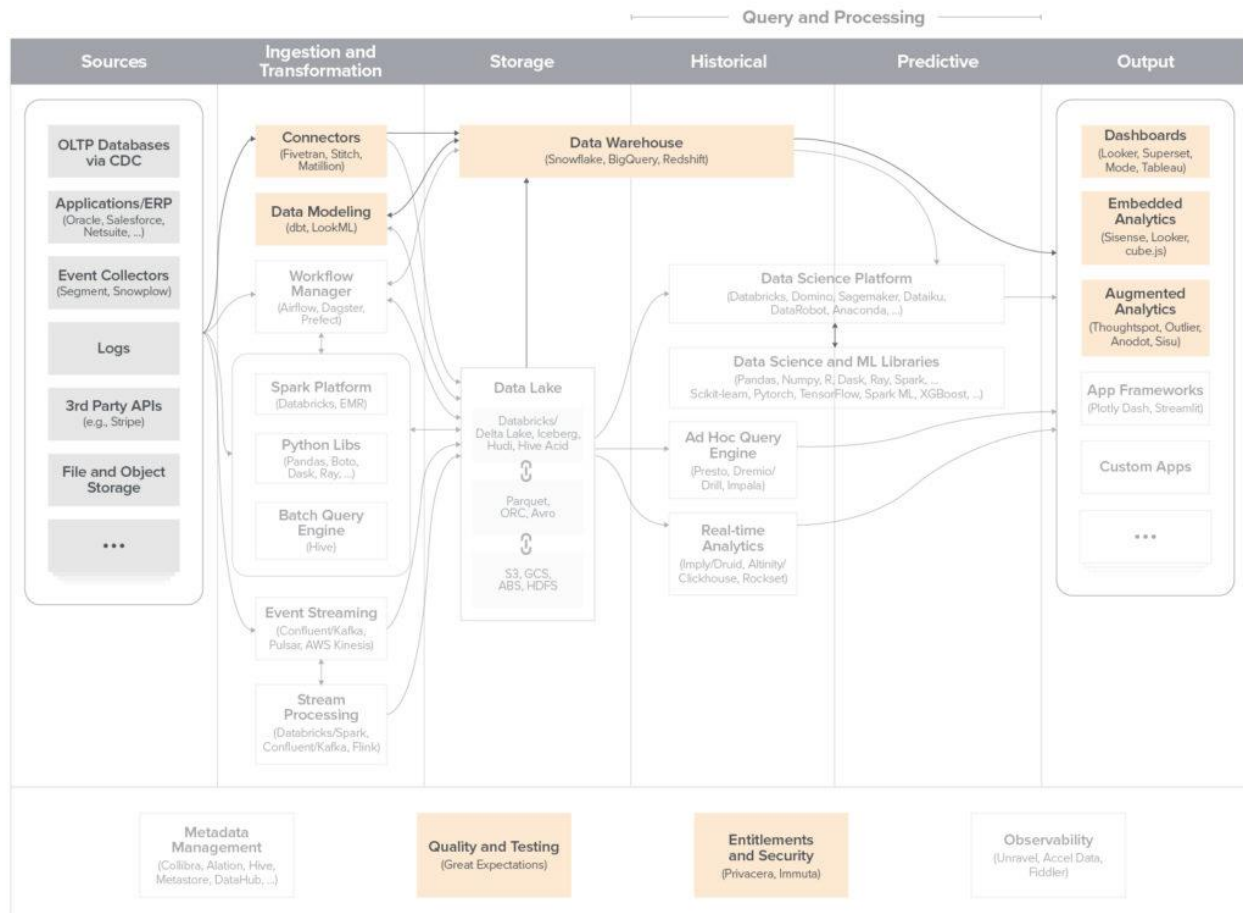 Query and Processing
Sources
Ingestion and
Transformation
Storage
Historical
Predictive
Output
OLTP Databases
via CDC
Applications/ERP
(Oracle, Salesforce,
Netsuite, ...)
Event Collectors
(Segment, Snowplow)
Logs
3rd Party APIs
(e.g., Stripe)
File and Object
Storage
...
Connectors
(Fivetran, Stitch,
Matillion)
Data Modeling
(dbt, LookML)
Workflow
Manager
(Airflow, Dagster,
Prefect)
Spark Platform
(Databricks, EMR)
Python Libs
(Pandas, Boto,
Dask, Ray, ...)
Batch Query
Engine
(Hive)
Event Streaming
(Confluent/Kafka,
Pulsar, AWS Kinesis)
Stream
Processing
(Databricks/Spark,
Confluent/Kafka, Flink)
Data Warehouse
(Snowflake, BigQuery, Redshift)
Data Lake
Databricks/
Delta Lake, Iceberg,
Hudi, Hive Acid
Parquet,
ORC, Avro
S3, GCS,
ABS, HDFS
Data Science Platform
(Databricks, Domino, Sagemaker, Dataiku,
DataRobot, Anaconda, ...)
Data Science and ML Libraries
(Pandas, Numpy, R, Dask, Ray, Spark, ...
Scikit-learn, Pytorch, TensorFlow, Spark ML, XGBoost, ...)
Ad Hoc Query
Engine
(Presto, Dremio/
Drill, Impala)
Real-time
Analytics
(Imply/Druid, Altinity/
Clickhouse, Rockset)
Dashboards
(Looker, Superset,
Mode, Tableau)
Embedded
Analytics
(Sisense, Looker,
cube.js)
Augmented
Analytics
(Thoughtspot, Outlier,
Anodot, Sisu)
App Frameworks
(Plotly Dash, Streamlit)
Custom Apps
...
Metadata
Management
(Collibra, Alation, Hive,
Metastore, DataHub, ...)
Quality and Testing
(Great Expectations)
Entitlements
and Security
(Privacera, Immuta)
Observability
(Unravel, Accel Data,
Fiddler)